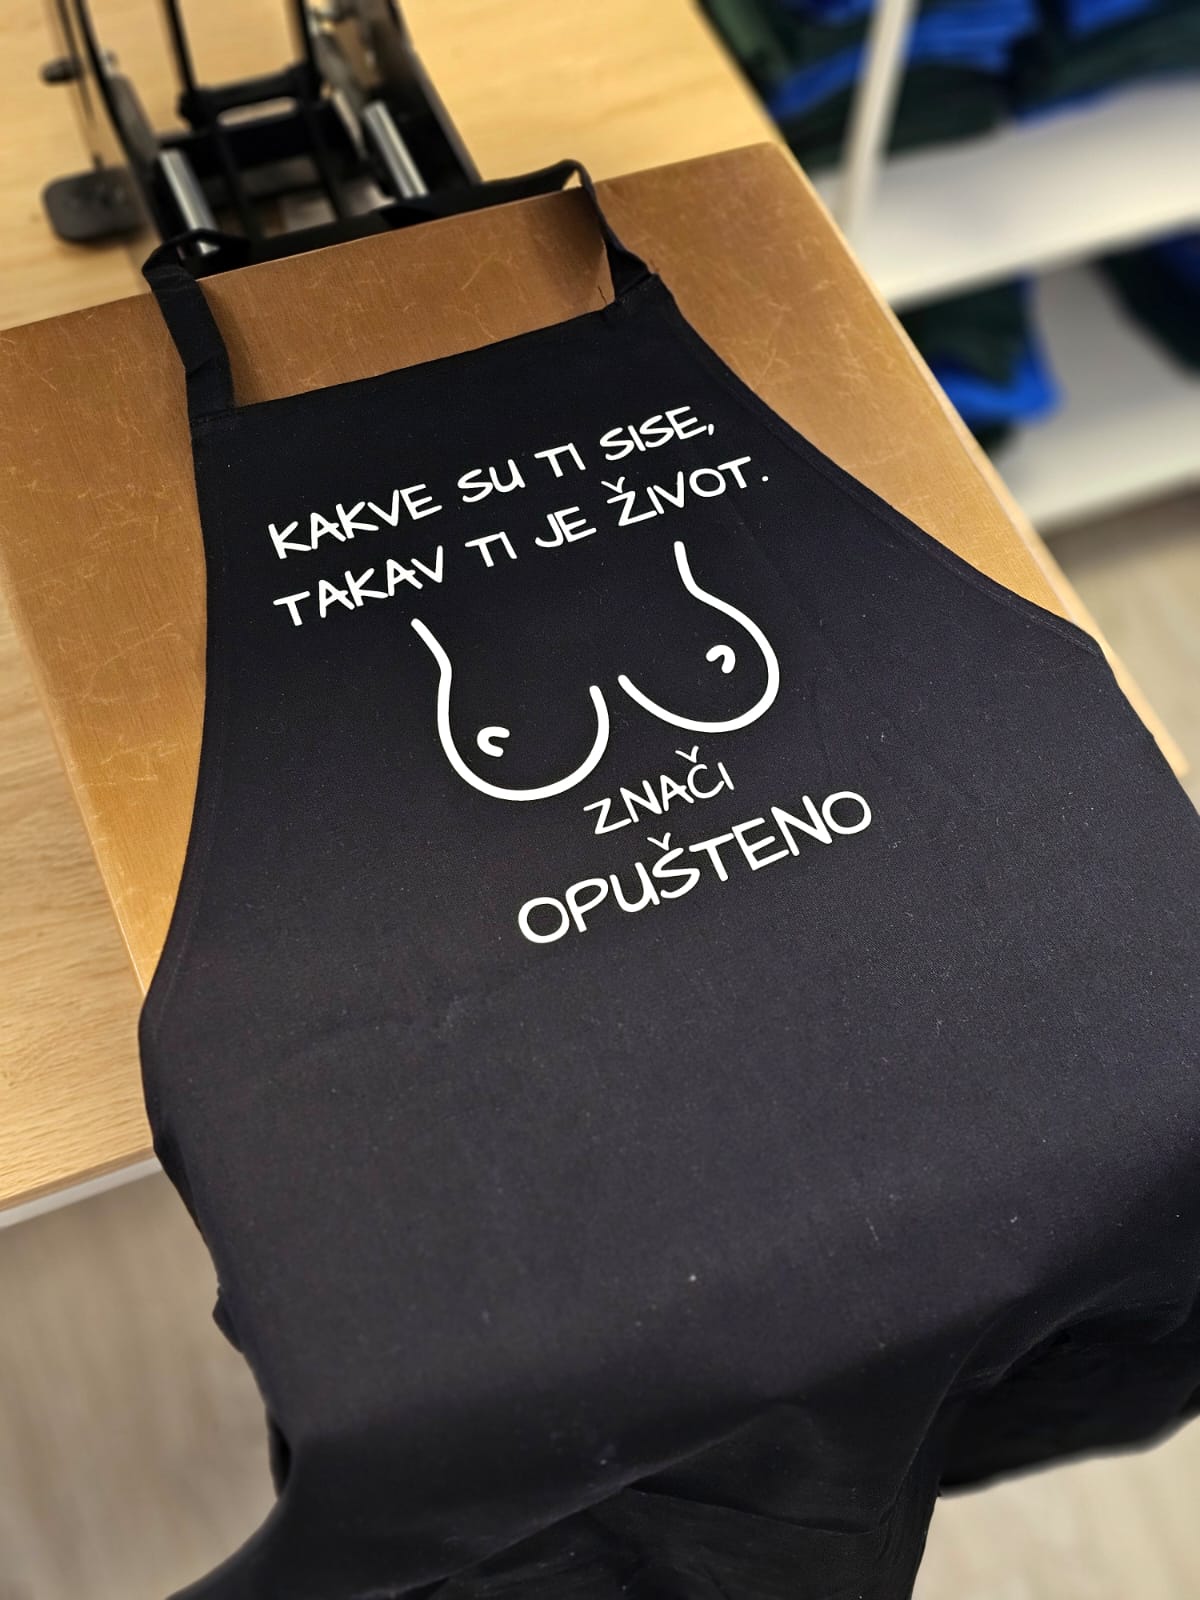 KAKVE SU TI SISE,
TAKAV TI JE ŽIVOT.
ZNAČI
OPUŠTENO